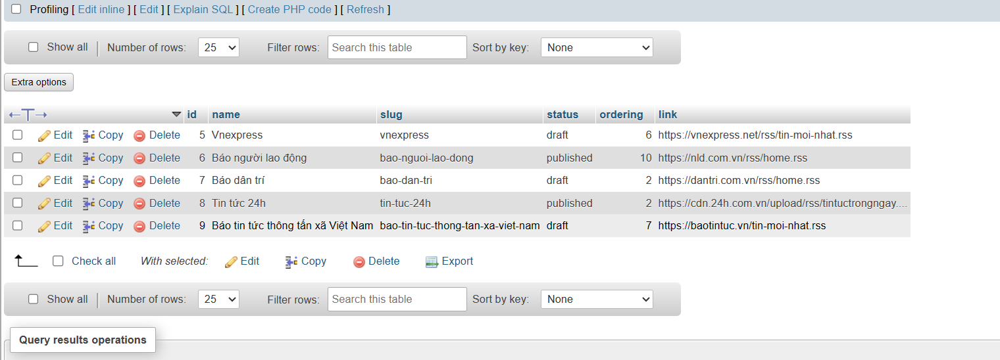 Profiling [ Edit inline ] [ Edit ] [ Explain SQL ] [ Create PHP code ] [ Refresh ]
Show all | Number of rows: 25 Filter rows: Search this table Sort by key: None
Extra options
id name slug status ordering link
Edit Copy Delete 5 Vnexpress vnexpress draft 6 https://vnexpress.net/rss/tin-moi-nhat.rss
Edit Copy Delete 6 Báo người lao động bao-nguoi-lao-dong published 10 https://nld.com.vn/rss/home.rss
Edit Copy Delete 7 Báo dân trí bao-dan-tri draft 2 https://dantri.com.vn/rss/home.rss
Edit Copy Delete 8 Tin tức 24h tin-tuc-24h published 2 https://cdn.24h.com.vn/upload/rss/tintuctrongngay....
Edit Copy Delete 9 Báo tin tức thông tấn xã Việt Nam bao-tin-tuc-thong-tan-xa-viet-nam draft 7 https://baotintuc.vn/tin-moi-nhat.rss
Check all With selected: Edit Copy Delete Export
Show all | Number of rows: 25 Filter rows: Search this table Sort by key: None
Query results operations